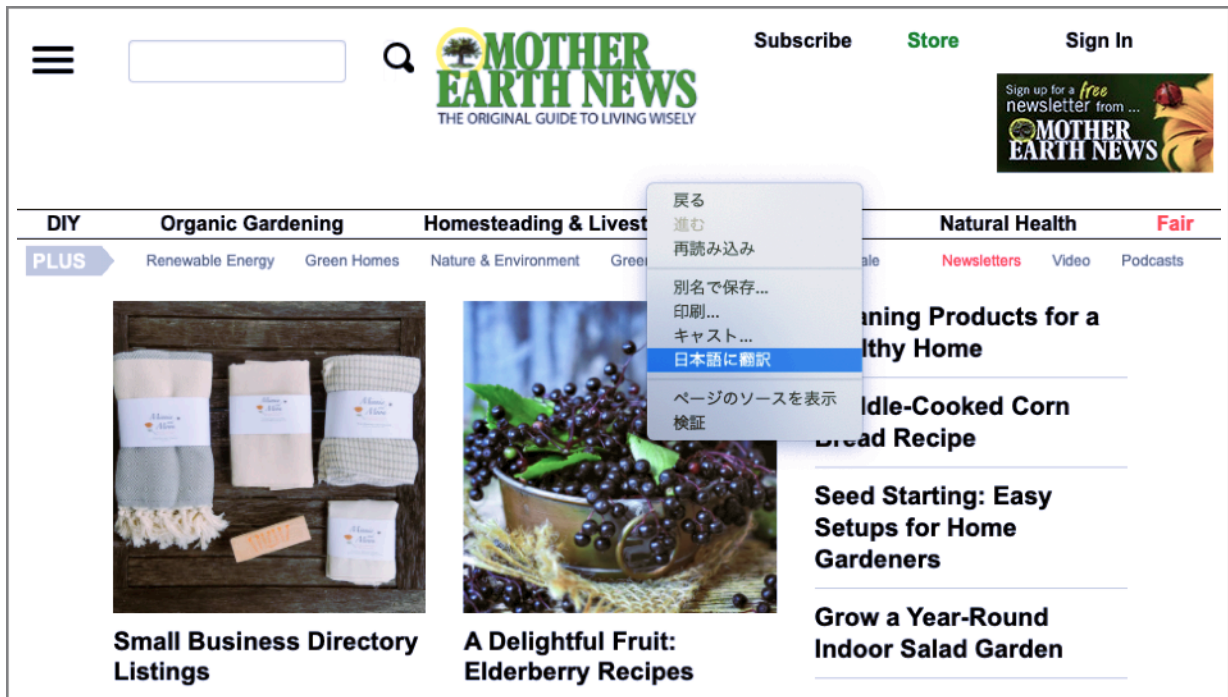 MOTHER
EARTH NEWS
THE ORIGINAL GUIDE TO LIVING WISELY
Subscribe Store Sign In
Sign up for a free
newsletter from ...
MOTHER
EARTH NEWS
DIY Organic Gardening Homesteading & Natural Health Fair
PLUS Renewable Energy Green Homes Nature & Environment Newsletters Video Podcasts
戻る
進む
再読み込み
別名で保存...
印刷...
キャスト...
日本語に翻訳
ページのソースを表示
検証
Small Business Directory
Listings
A Delightful Fruit:
Elderberry Recipes
Products for a
Home
Cooked Corn
Recipe
Seed Starting: Easy
Setups for Home
Gardeners
Grow a Year-Round
Indoor Salad Garden